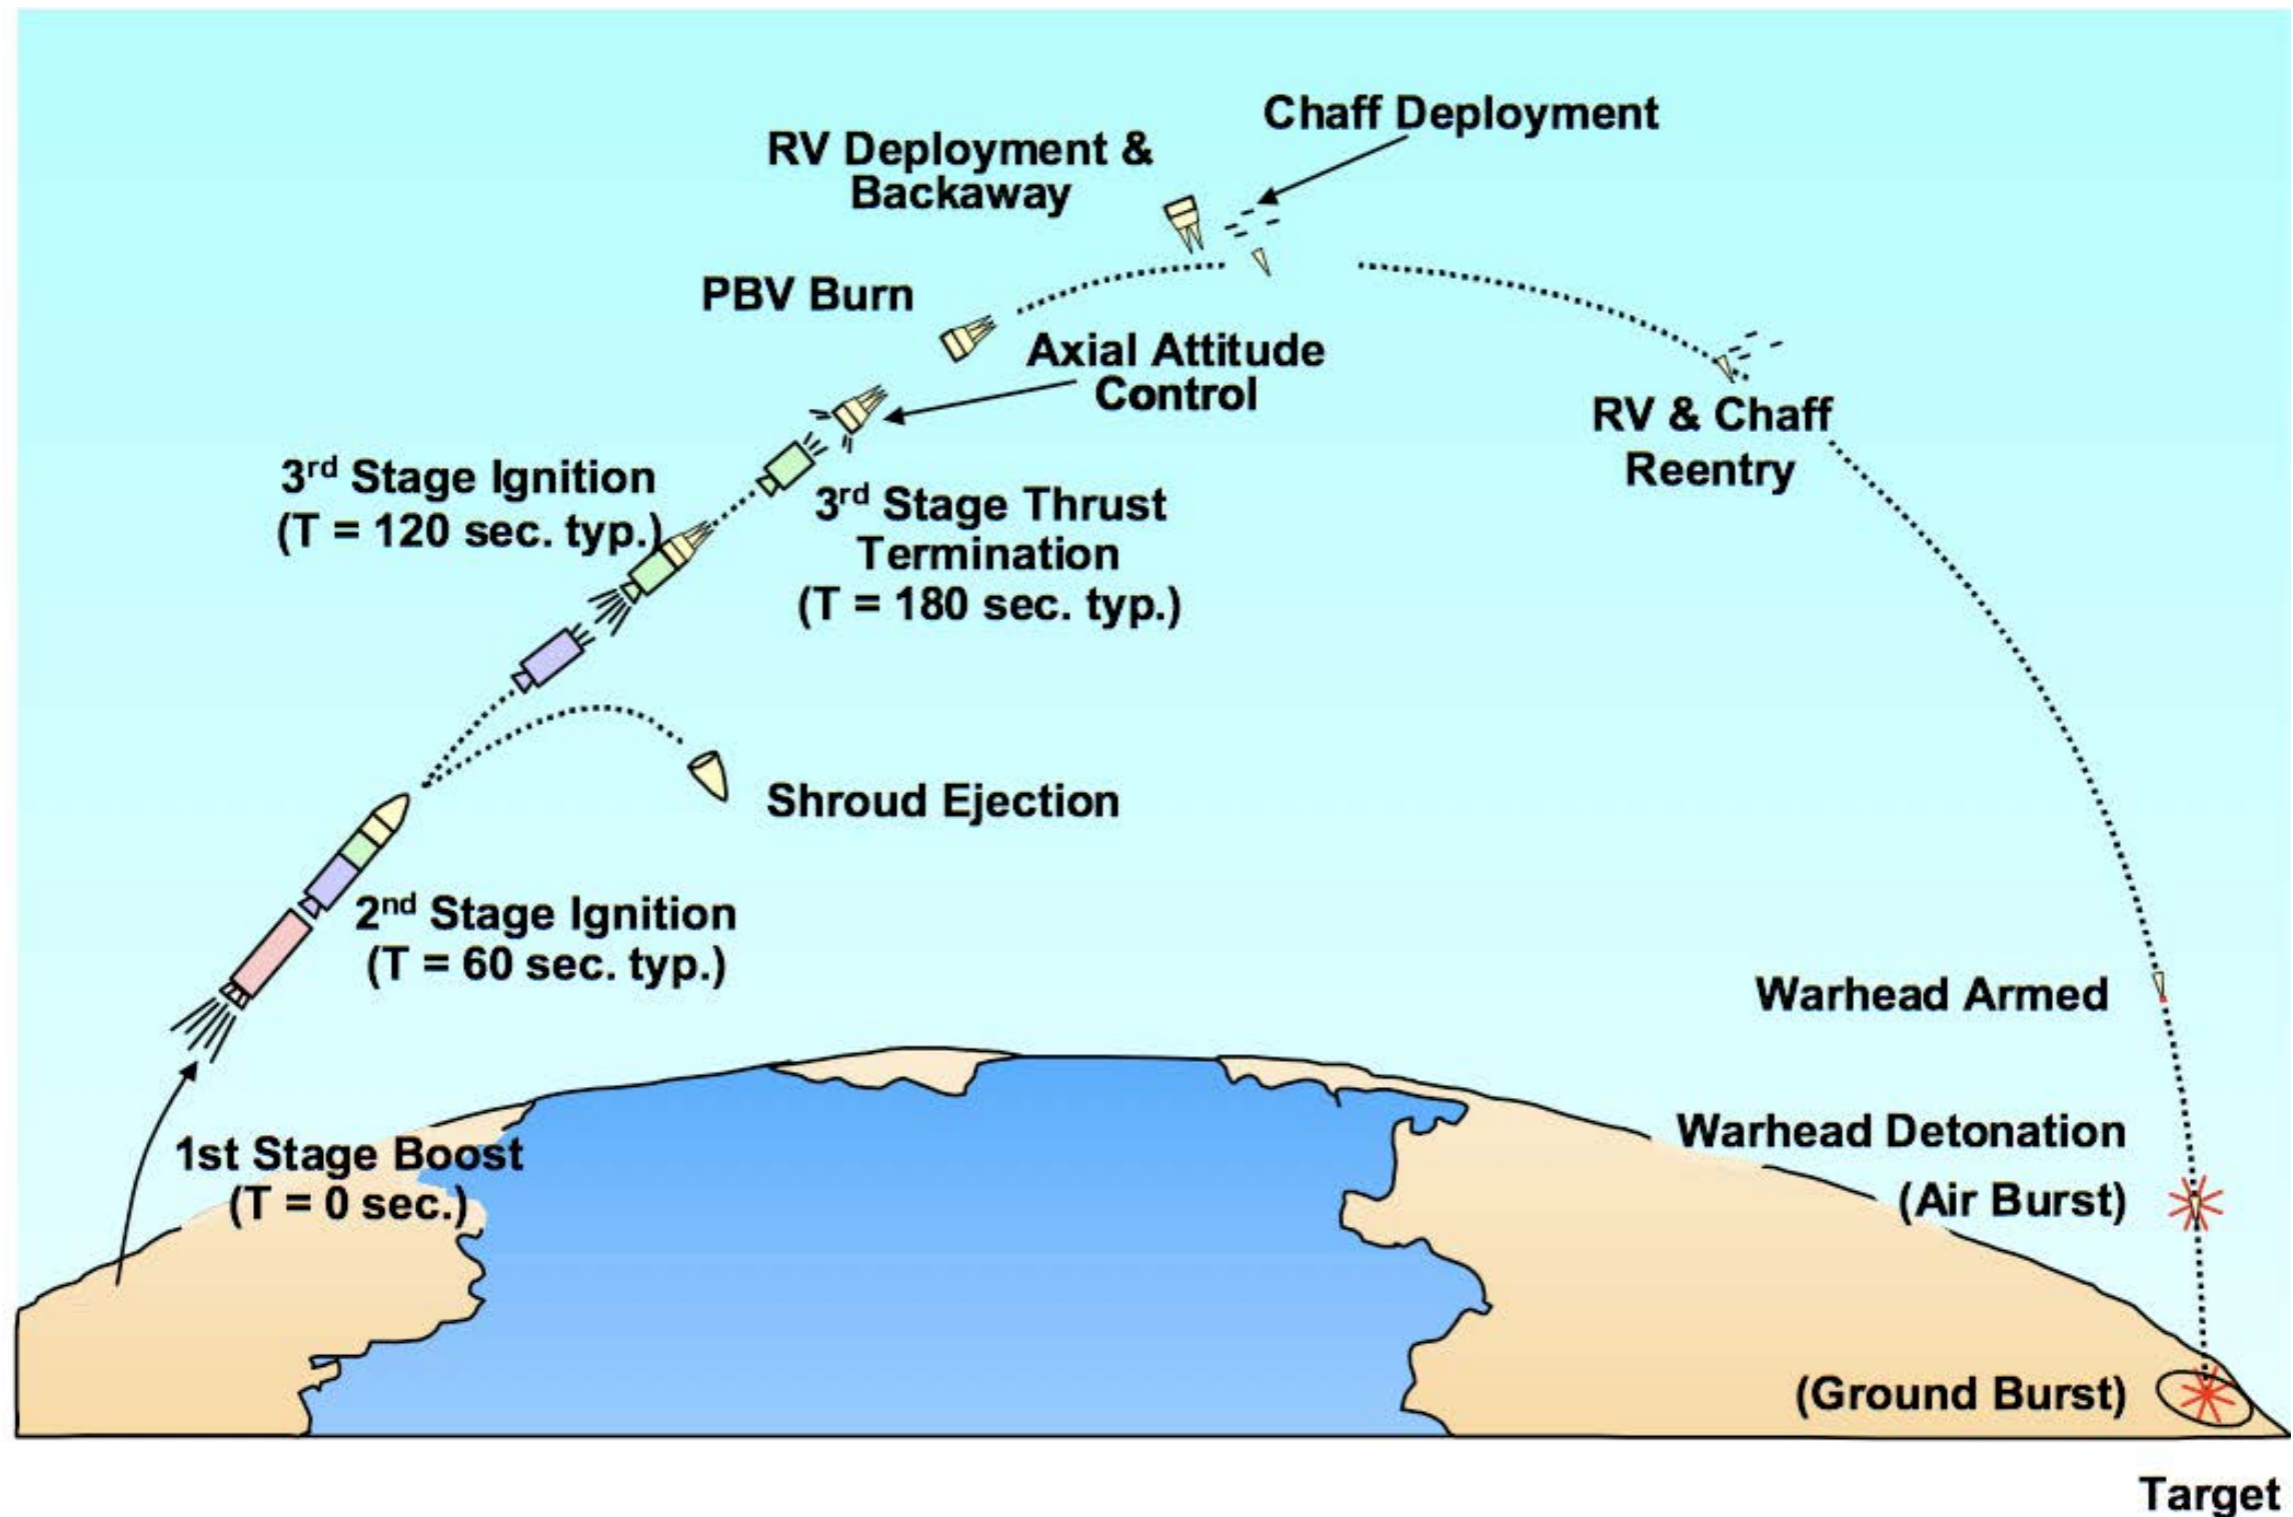 Chaff Deployment
RV Deployment &
Backaway
PBV Burn
Axial Attitude
Control
RV & Chaff
Reentry
3rd Stage Ignition
(T = 120 sec. typ.)
3rd Stage Thrust
Termination
(T = 180 sec. typ.)
Shroud Ejection
2nd Stage Ignition
(T = 60 sec. typ.)
Warhead Armed
1st Stage Boost
(T = 0 sec.)
Warhead Detonation
(Air Burst)
(Ground Burst)
Target